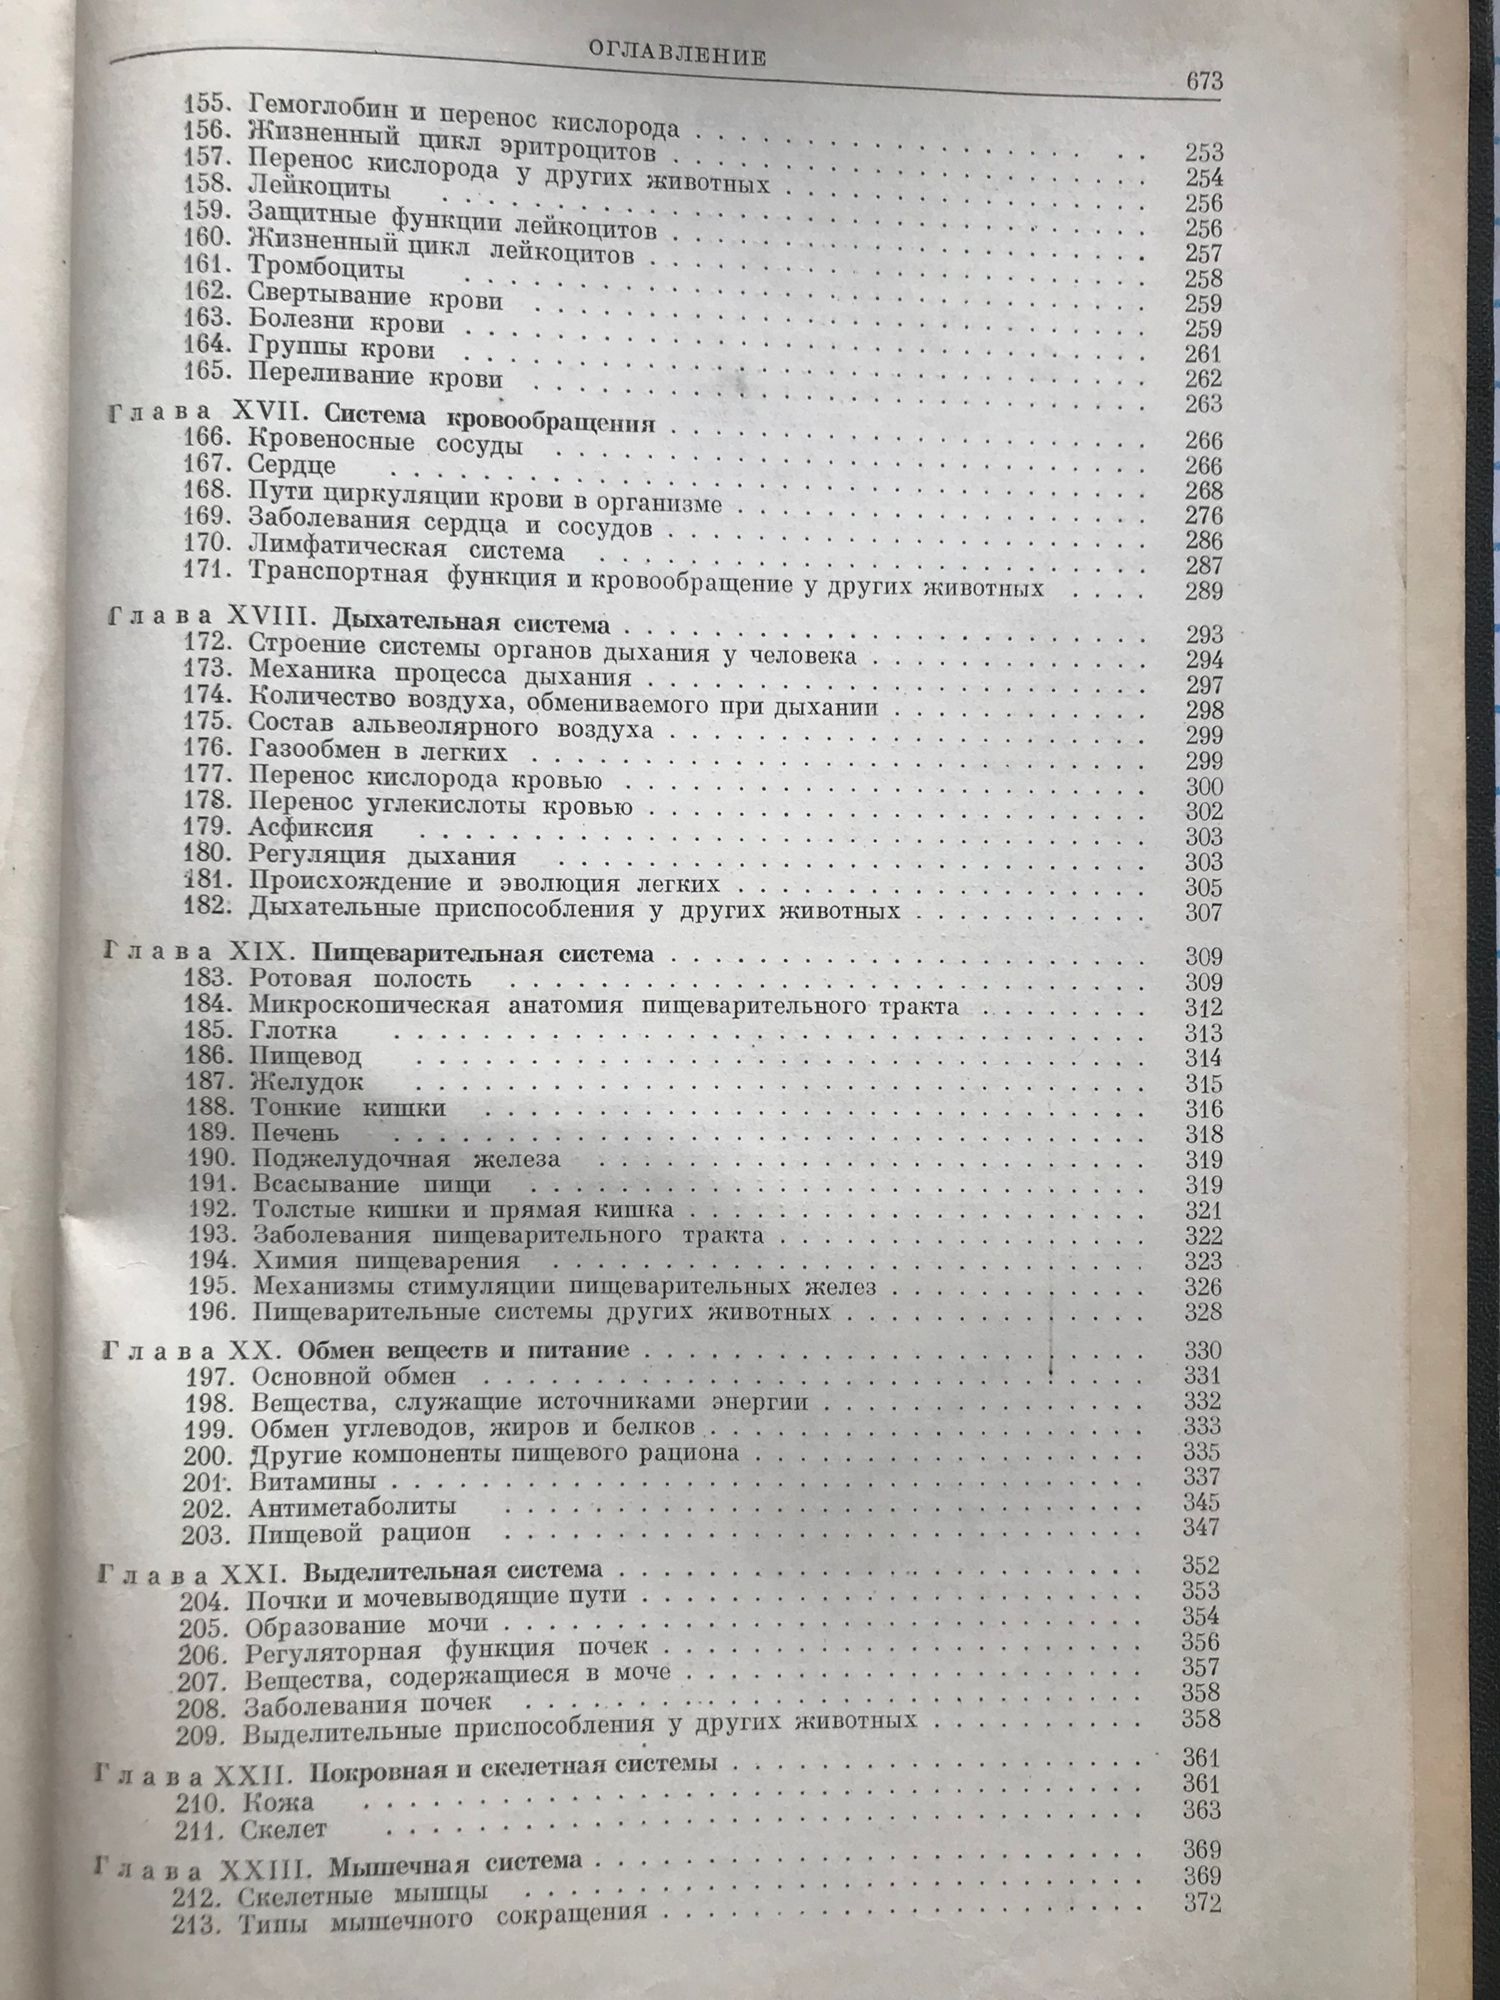 ОГЛАВЛЕНИЕ 673
155. Гемоглобин и перенос кислорода . . . . . . . . . . . . . . . . 253
156. Жизненный цикл эритроцитов . . . . . . . . . . . . . . . . 254
157. Перенос кислорода у других животных . . . . . . . . . . . . . . . . 256
158. Лейкоциты . . . . . . . . . . . . . . . . 256
159. Защитные функции лейкоцитов . . . . . . . . . . . . . . . . 257
160. Жизненный цикл лейкоцитов . . . . . . . . . . . . . . . . 258
161. Тромбоциты . . . . . . . . . . . . . . . . 259
162. Свертывание крови . . . . . . . . . . . . . . . . 259
163. Болезни крови . . . . . . . . . . . . . . . . 261
164. Группы крови . . . . . . . . . . . . . . . . 262
165. Переливание крови . . . . . . . . . . . . . . . . 263
Глава XVII. Система кровообращения . . . . . . . . . . . . . . . . 266
166. Кровеносные сосуды . . . . . . . . . . . . . . . . 266
167. Сердце . . . . . . . . . . . . . . . . 268
168. Пути циркуляции крови в организме . . . . . . . . . . . . . . . . 276
169. Заболевания сердца и сосудов . . . . . . . . . . . . . . . . 286
170. Лимфатическая система . . . . . . . . . . . . . . . . 287
171. Транспортная функция и кровообращение у других животных . . . . 289
Глава XVIII. Дыхательная система . . . . . . . . . . . . . . . . 293
172. Строение системы органов дыхания у человека . . . . . . . . . . . . 294
173. Механика процесса дыхания . . . . . . . . . . . . . . . . 297
174. Количество воздуха, обмениваемого при дыхании . . . . . . . . . . . 298
175. Состав альвеолярного воздуха . . . . . . . . . . . . . . . . 299
176. Газообмен в легких . . . . . . . . . . . . . . . . 299
177. Перенос кислорода кровью . . . . . . . . . . . . . . . . 300
178. Перенос углекислоты кровью . . . . . . . . . . . . . . . . 302
179. Асфиксия . . . . . . . . . . . . . . . . 303
180. Регуляция дыхания . . . . . . . . . . . . . . . . 303
181. Происхождение и эволюция легких . . . . . . . . . . . . . . . . 305
182. Дыхательные приспособления у других животных . . . . . . . . . . 307
Глава XIX. Пищеварительная система . . . . . . . . . . . . . . . . 309
183. Ротовая полость . . . . . . . . . . . . . . . . 309
184. Микроскопическая анатомия пищеварительного тракта . . . . . . . . 312
185. Глотка . . . . . . . . . . . . . . . . 313
186. Пищевод . . . . . . . . . . . . . . . . 314
187. Желудок . . . . . . . . . . . . . . . . 315
188. Тонкие кишки . . . . . . . . . . . . . . . . 316
189. Печень . . . . . . . . . . . . . . . . 318
190. Поджелудочная железа . . . . . . . . . . . . . . . . 319
191. Всасывание пищи . . . . . . . . . . . . . . . . 319
192. Толстые кишки и прямая кишка . . . . . . . . . . . . . . . . 321
193. Заболевания пищеварительного тракта . . . . . . . . . . . . . . . . 322
194. Химия пищеварения . . . . . . . . . . . . . . . . 323
195. Механизмы стимуляции пищеварительных желез . . . . . . . . . . . 326
196. Пищеварительные системы других животных . . . . . . . . . . . . . 328
Глава XX. Обмен веществ и питание . . . . . . . . . . . . . . . . 330
197. Основной обмен . . . . . . . . . . . . . . . . 331
198. Вещества, служащие источниками энергии . . . . . . . . . . . . . . 332
199. Обмен углеводов, жиров и белков . . . . . . . . . . . . . . . . 333
200. Другие компоненты пищевого рациона . . . . . . . . . . . . . . . . 335
201. Витамины . . . . . . . . . . . . . . . . 337
202. Антиметаболиты . . . . . . . . . . . . . . . . 345
203. Пищевой рацион . . . . . . . . . . . . . . . . 347
Глава XXI. Выделительная система . . . . . . . . . . . . . . . . 352
204. Почки и мочевыводящие пути . . . . . . . . . . . . . . . . 353
205. Образование мочи . . . . . . . . . . . . . . . . 354
206. Регуляторная функция почек . . . . . . . . . . . . . . . . 356
207. Вещества, содержащиеся в моче . . . . . . . . . . . . . . . . 357
208. Заболевания почек . . . . . . . . . . . . . . . . 358
209. Выделительные приспособления у других животных . . . . . . . . . . 358
Глава XXII. Покровная и скелетная системы . . . . . . . . . . . . . . . . 361
210. Кожа . . . . . . . . . . . . . . . . 361
211. Скелет . . . . . . . . . . . . . . . . 363
Глава XXIII. Мышечная система . . . . . . . . . . . . . . . . 369
212. Скелетные мышцы . . . . . . . . . . . . . . . . 369
213. Типы мышечного сокращения . . . . . . . . . . . . . . . . 372